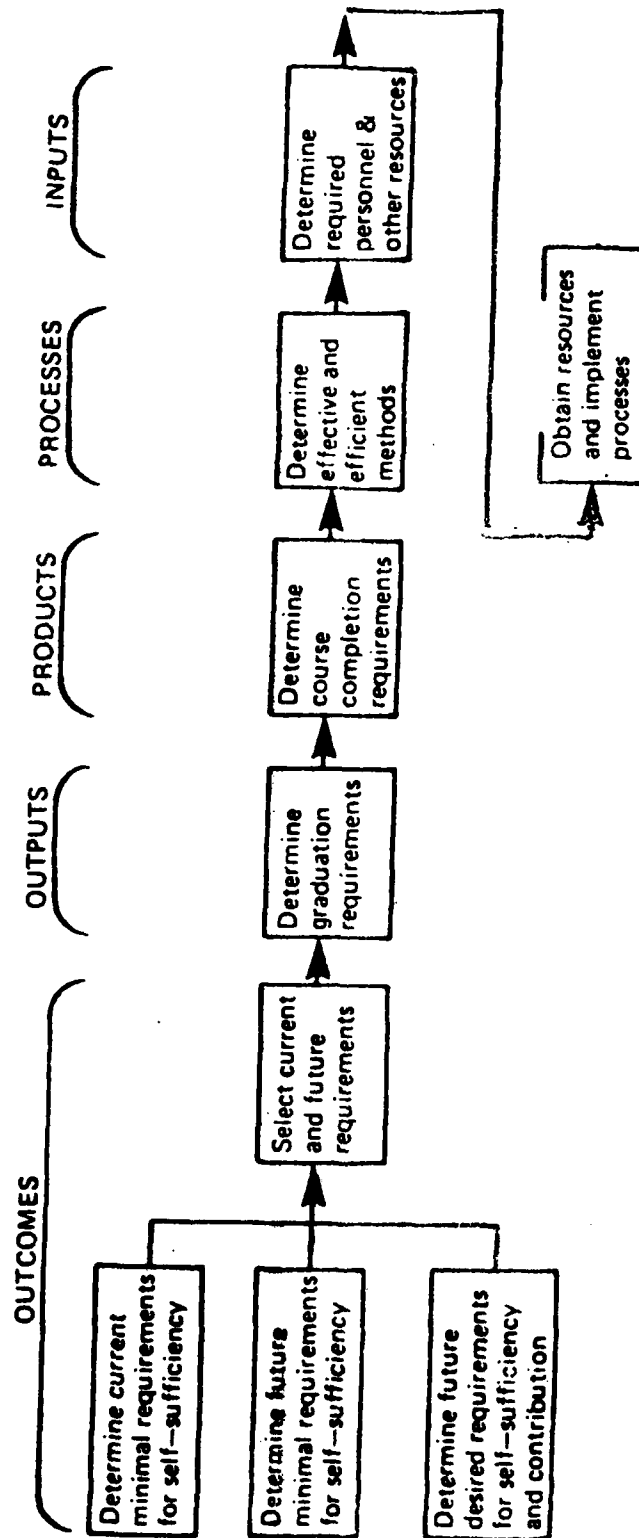 OUTCOMES
OUTPUTS
PRODUCTS
PROCESSES
INPUTS
Determine current
minimal requirements
for self–sufficiency
Determine future
minimal requirements
for self–sufficiency
Determine future
desired requirements
for self–sufficiency
and contribution
Select current
and future
requirements
Determine
graduation
requirements
Determine
course
completion
requirements
Determine
effective and
efficient
methods
Determine
required
personnel &
other resources
Obtain resources
and implement
processes